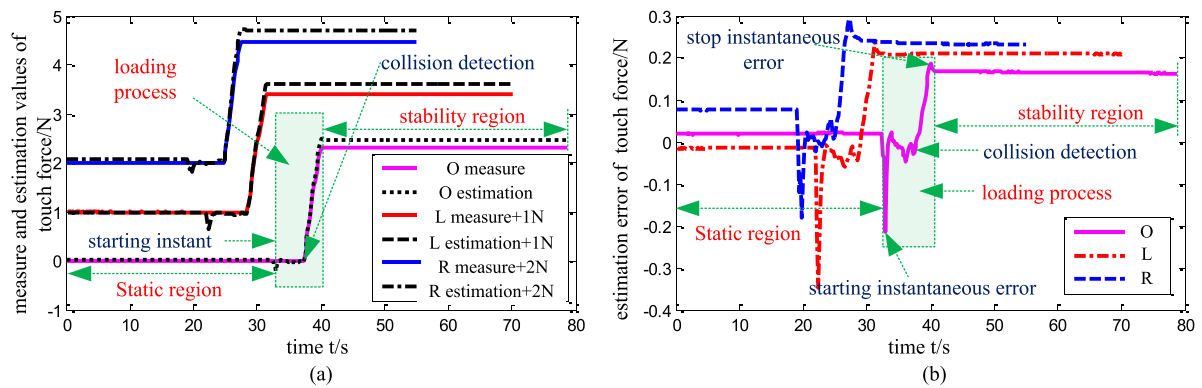 measure and estimation values of
touch force/N
5
4
3
2
1
0
-1
0
10
20
30
40
50
60
70
80
time t/s
(a)
loading
process
collision detection
stability region
starting instant
Static region
O measure
O estimation
L measure+1N
L estimation+1N
R measure+2N
R estimation+2N
estimation error of touch force/N
0.3
0.2
0.1
0
-0.1
-0.2
-0.3
-0.4
0
10
20
30
40
50
60
70
80
time t/s
(b)
stop instantaneous
error
stability region
collision detection
loading process
Static region
starting instantaneous error
O
L
R